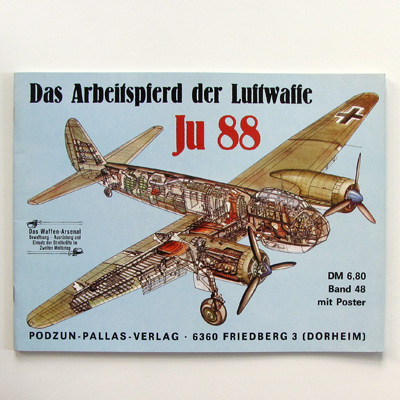 Das Arbeitspferd der Luftwaffe
Ju 88
Das Waffen-Arsenal
Bewaffnung - Ausrüstung und
Einsatz der Streitkräfte im
Zweiten Weltkrieg
DM 6,80
Band 48
mit Poster
PODZUN-PALLAS-VERLAG · 6360 FRIEDBERG 3 (DORHEIM)